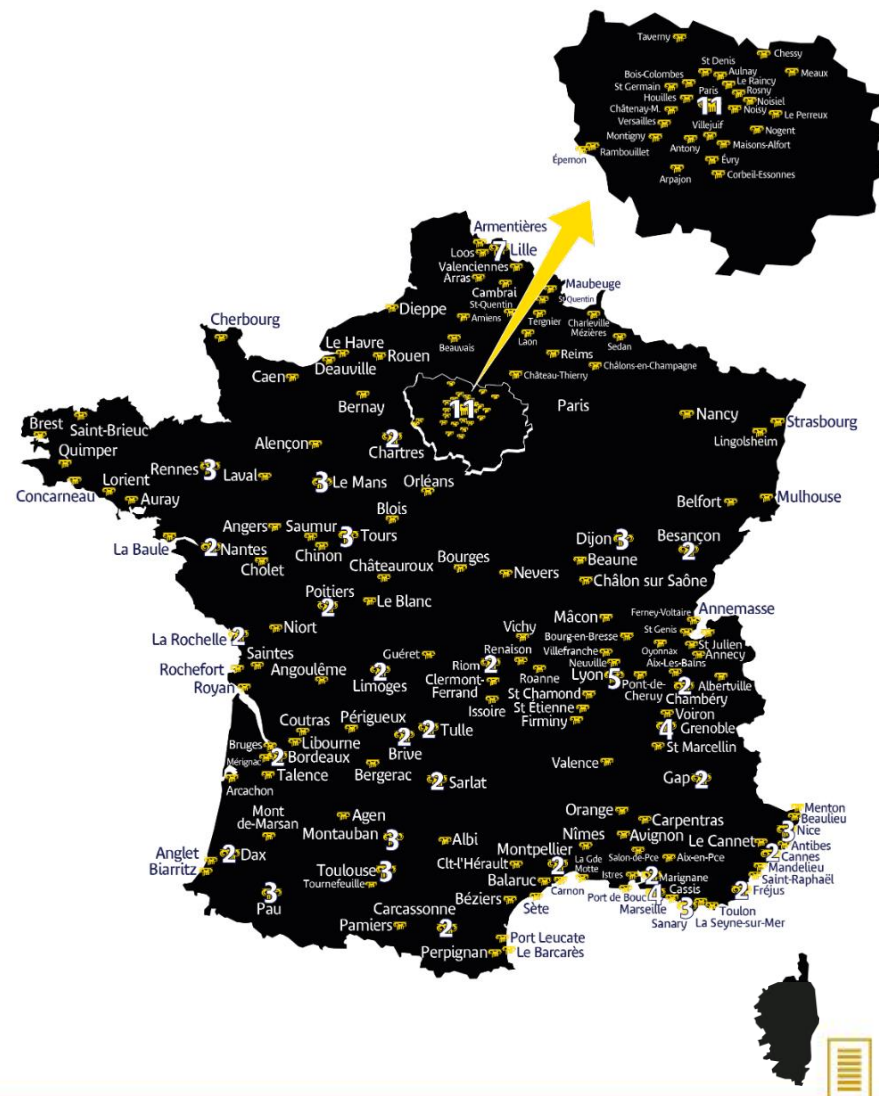 Taverny
Chessy
St Denis
Aulnay
Meaux
Bois-Colombes
Le Raincy
St Germain
Paris
Rosny
Houilles
11
Noisiel
Châtenay-M.
Noisy
Le Perreux
Versailles
Villejuif
Nogent
Montigny
Antony
Maisons-Alfort
Épernon
Rambouillet
Évry
Arpajon
Corbeil-Essonnes
Armentières
Loos
7
Lille
Valenciennes
Arras
Cambrai
Maubeuge
St-Quentin
St-Quentin
Dieppe
Amiens
Tergnier
Charleville
Mézières
Cherbourg
Beauvais
Laon
Sedan
Le Havre
Rouen
Reims
Deauville
Châlons-en-Champagne
Caen
Château-Thierry
Bernay
11
Paris
Nancy
Strasbourg
Brest
Saint-Brieuc
Lingolsheim
Alençon
2
Chartres
Quimper
Rennes
3
Laval
3
Le Mans
Orléans
Concarneau
Lorient
Auray
Belfort
Mulhouse
Blois
Angers
Saumur
3
Tours
Dijon
3
Besançon
2
La Baule
2
Nantes
Chinon
Beaune
Cholet
Châteauroux
Bourges
Nevers
Châlon sur Saône
Poitiers
2
Le Blanc
Mâcon
Ferney-Voltaire
Annemasse
La Rochelle
2
Niort
Vichy
Bourg-en-Bresse
St Genis
St Julien
Renaison
Villefranche
Oyonnax
Annecy
Saintes
Guéret
Riom
2
Neuville
Aix-Les-Bains
Rochefort
Angoulême
2
Limoges
Clermont-
Ferrand
Roanne
Lyon
5
Pont-de-
Cheruy
2
Chambéry
Albertville
Royan
Issoire
St Chamond
St Étienne
Firminy
Voiron
4
Grenoble
Coutras
Périgueux
2
Tulle
Bruges
Libourne
2
Brive
St Marcellin
Mérignac
2
Bordeaux
Talence
Bergerac
Valence
Arcachon
2
Sarlat
Gap
2
Mont
de-Marsan
Agen
Orange
Carpentras
Menton
Beaulieu
Montauban
3
Albi
Nîmes
Avignon
3
Nice
Le Cannet
Antibes
Anglet
2
Dax
Montpellier
Salon-de-Pce
Aix-en-Pce
2
Cannes
Biarritz
Toulouse
3
Clt-l'Hérault
2
La Gde
Motte
Istres
2
Marignane
Mandelieu
Saint-Raphaël
Tournefeuille
Balaruc
Carnon
Port de Bouc
Cassis
2
Fréjus
3
Pau
Carcassonne
Béziers
Sète
4
Marseille
3
Sanary
Toulon
La Seyne-sur-Mer
Pamiers
2
Port Leucate
Perpignan
Le Barcarès